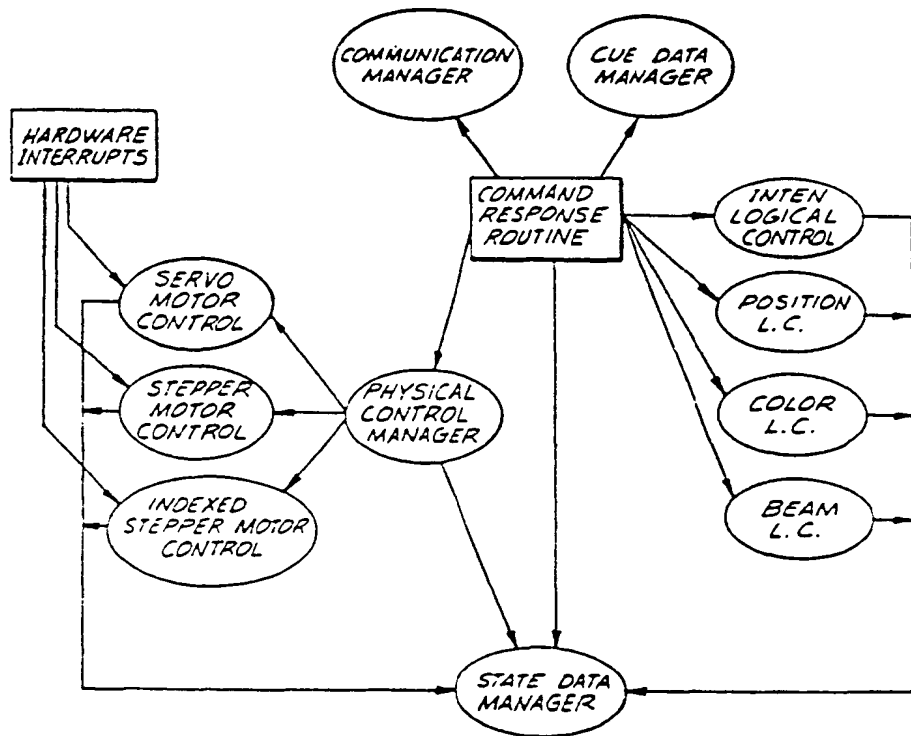 COMMUNICATION
MANAGER
CUE DATA
MANAGER
HARDWARE
INTERRUPTS
COMMAND
RESPONSE
ROUTINE
INTEN
LOGICAL
CONTROL
SERVO
MOTOR
CONTROL
POSITION
L.C.
STEPPER
MOTOR
CONTROL
PHYSICAL
CONTROL
MANAGER
COLOR
L.C.
INDEXED
STEPPER MOTOR
CONTROL
BEAM
L.C.
STATE DATA
MANAGER